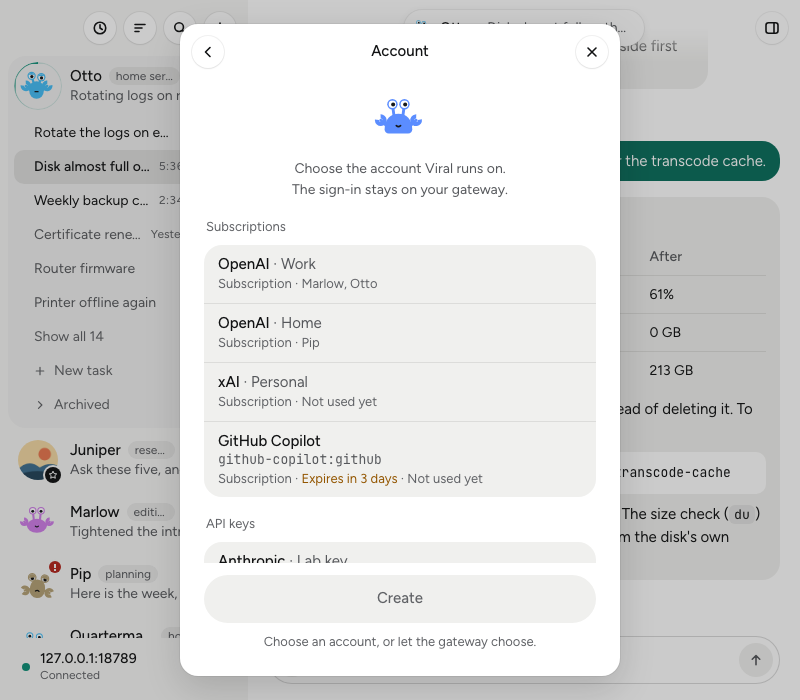 Account
Choose the account Viral runs on.
The sign-in stays on your gateway.
Subscriptions
OpenAI · Work
Subscription · Marlow, Otto
OpenAI · Home
Subscription · Pip
xAI · Personal
Subscription · Not used yet
GitHub Copilot
github-copilot:github
Subscription · Expires in 3 days · Not used yet
API keys
Anthropic · Lab key
Create
Choose an account, or let the gateway choose.
Otto home ser...
Rotating logs on
Rotate the logs on e...
Disk almost full o... 5:36
Weekly backup c... 2:34
Certificate rene... Yeste
Router firmware
Printer offline again
Show all 14
New task
Archived
Juniper rese...
Ask these five, an
Marlow editi...
Tightened the intr
Pip planning
Here is the week,
Quarterma
127.0.0.1:18789
Connected
side first
the transcode cache.
After
61%
0 GB
213 GB
ead of deleting it. To
transcode-cache
The size check (du)
m the disk's own